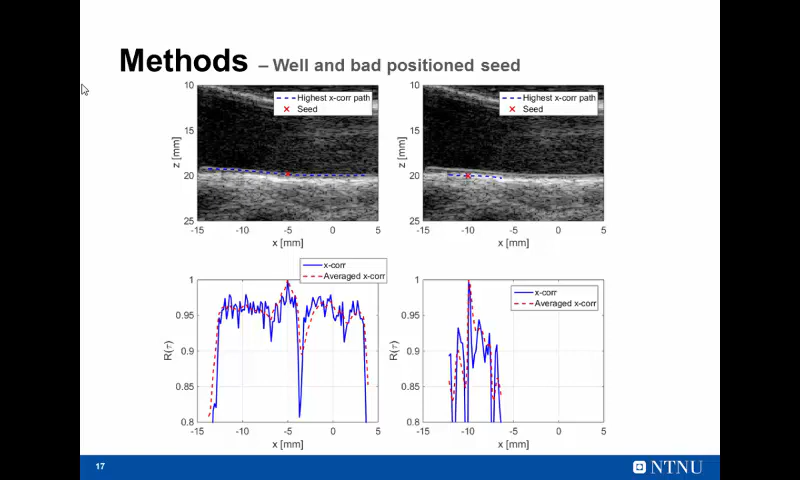 Methods – Well and bad positioned seed
10
15
20
25
z [mm]
-15 -10 -5 0 5
x [mm]
Highest x-corr path
Seed
10
15
20
25
z [mm]
-15 -10 -5 0 5
x [mm]
Highest x-corr path
Seed
1
0.95
0.9
0.85
0.8
R(τ)
-15 -10 -5 0 5
x [mm]
x-corr
Averaged x-corr
1
0.95
0.9
0.85
0.8
R(τ)
-15 -10 -5 0 5
x [mm]
x-corr
Averaged x-corr
17
NTNU